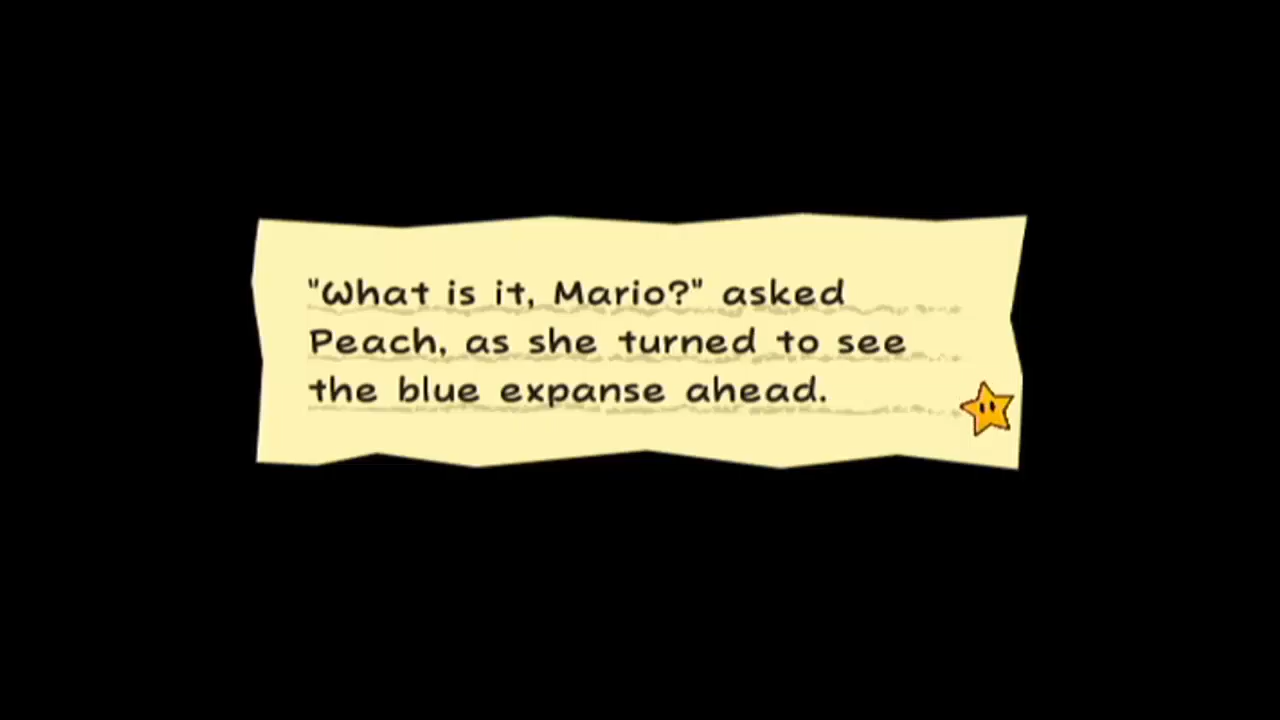 "What is it, Mario?" asked
Peach, as she turned to see
the blue expanse ahead.